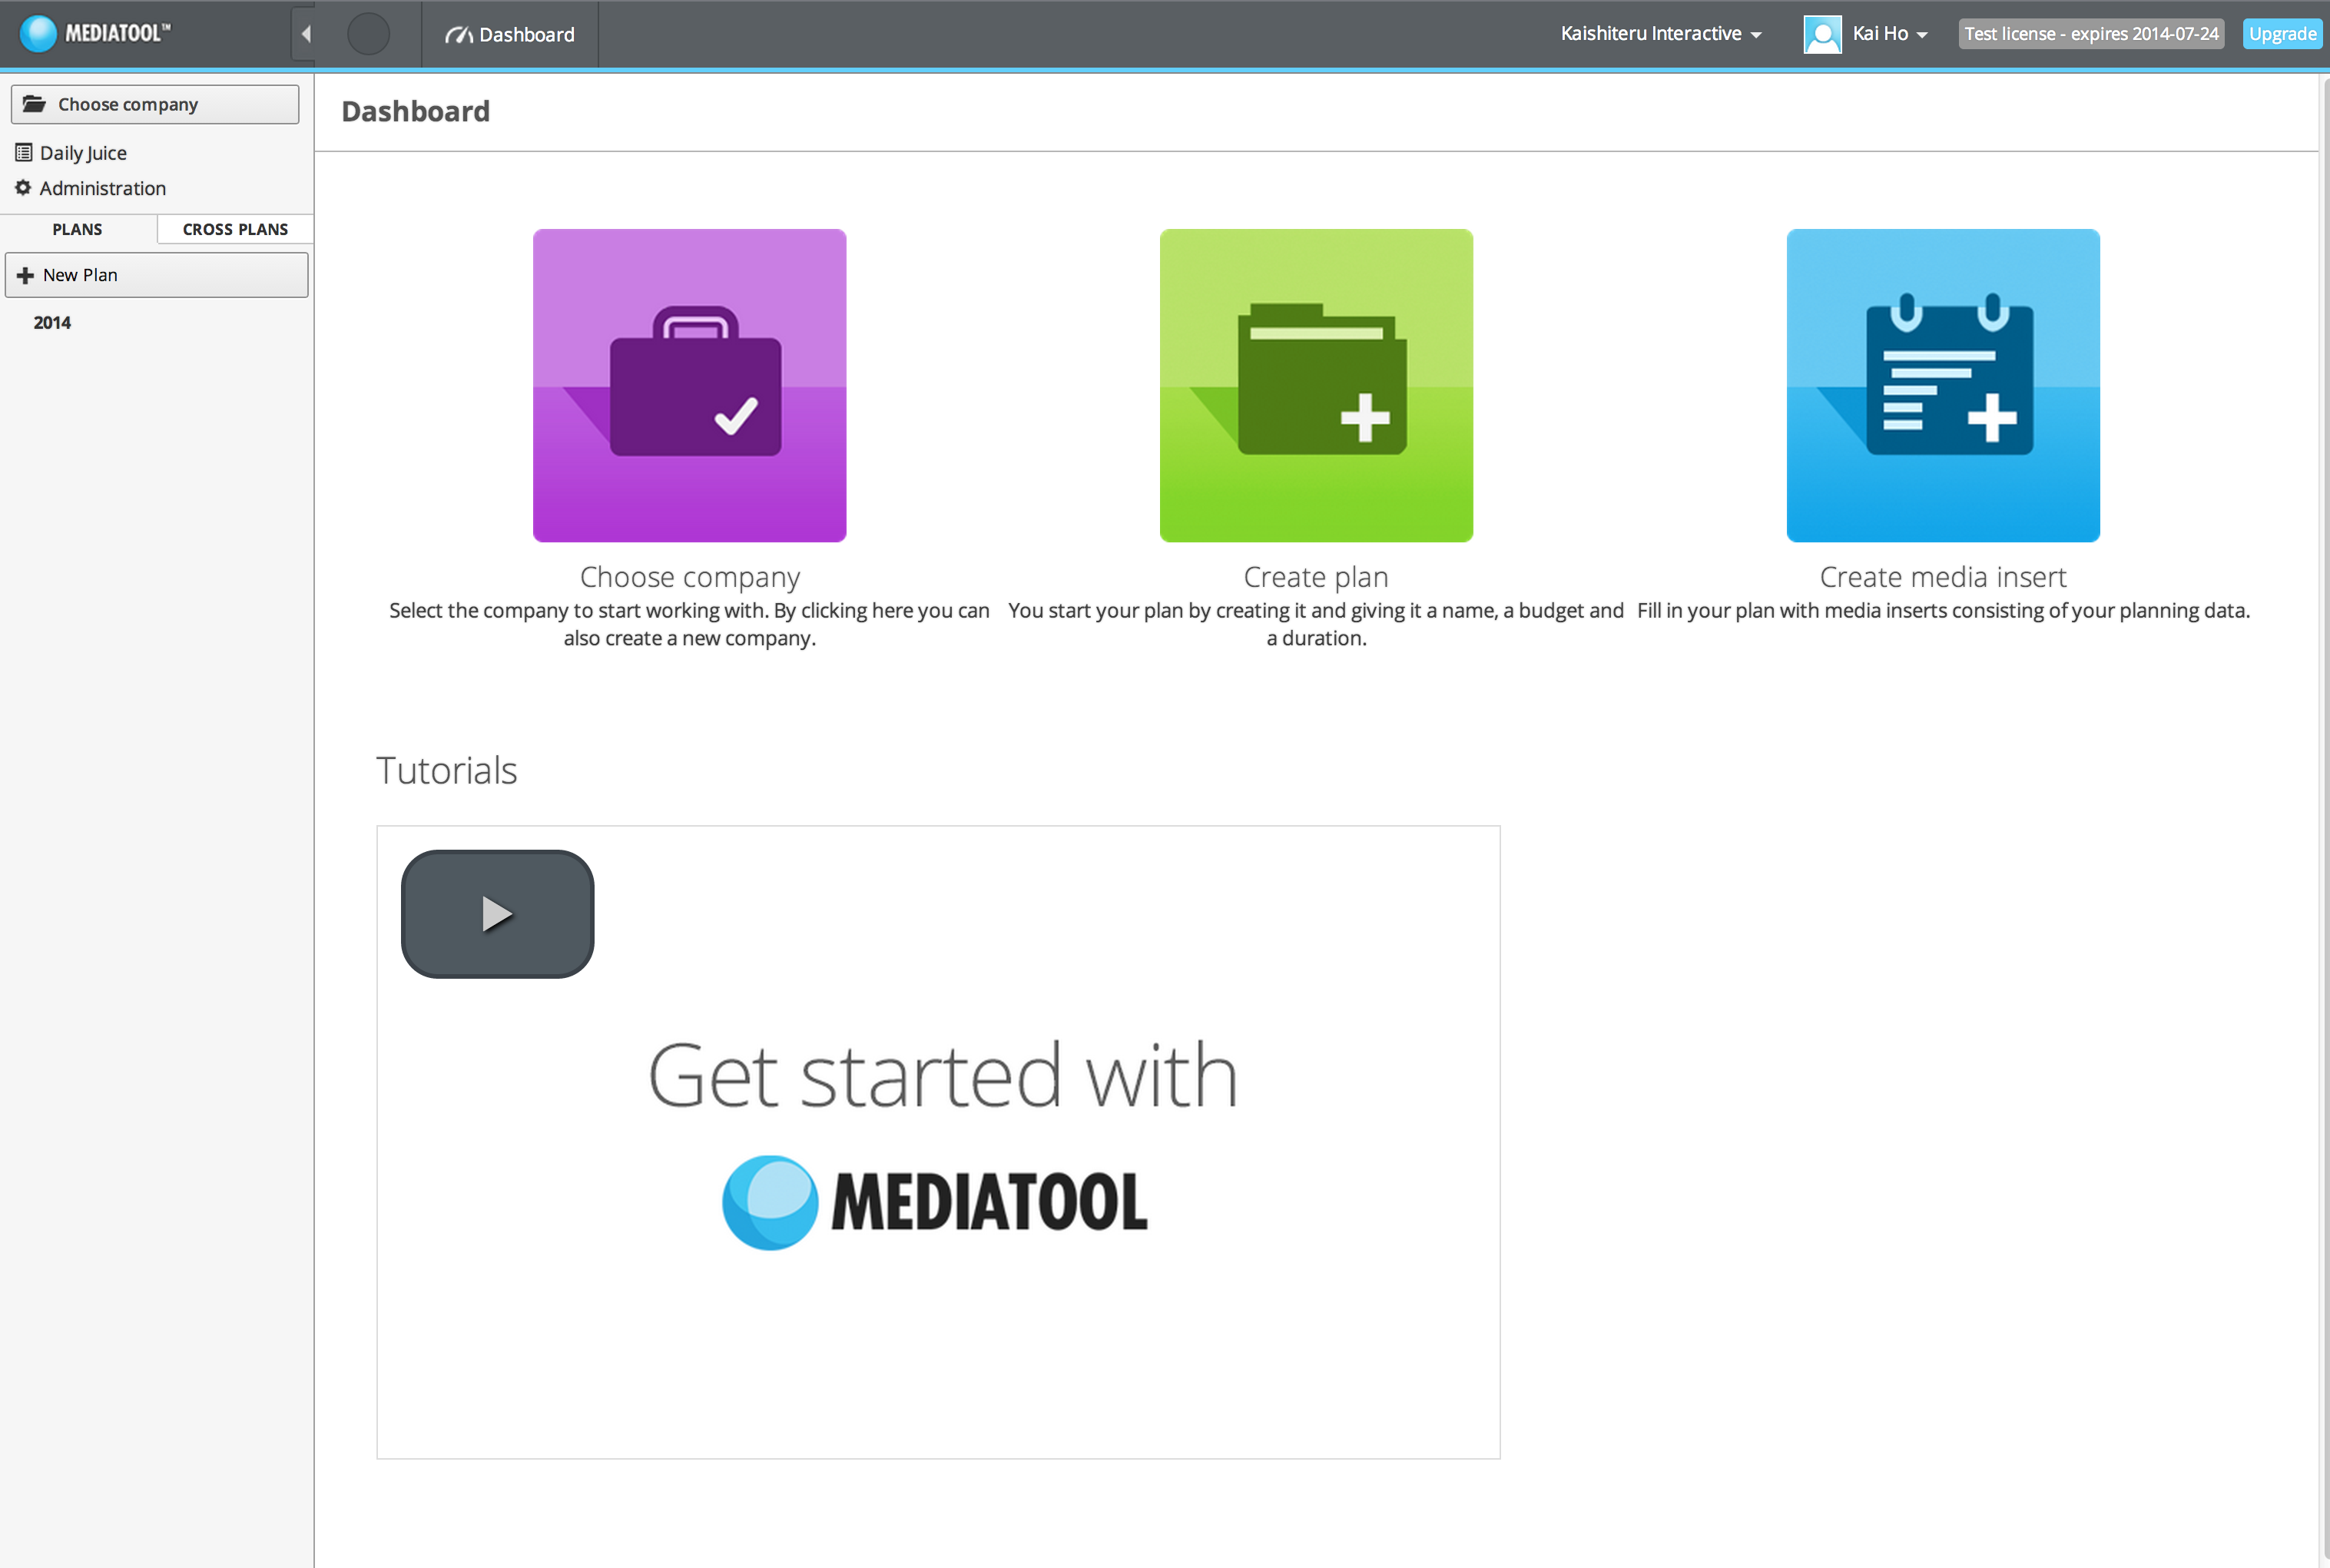 MEDIATOOL™
Dashboard
Kaishiteru Interactive
Kai Ho
Test license - expires 2014-07-24
Upgrade
Choose company
Daily Juice
Administration
PLANS
CROSS PLANS
New Plan
2014
Dashboard
Choose company
Select the company to start working with. By clicking here you can
also create a new company.
Create plan
You start your plan by creating it and giving it a name, a budget and
a duration.
Create media insert
Fill in your plan with media inserts consisting of your planning data.
Tutorials
Get started with
MEDIATOOL